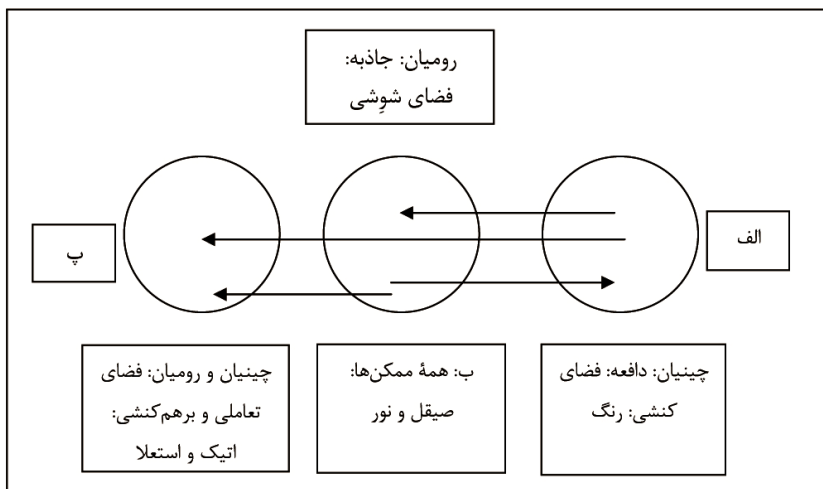 رومیان: جاذبه:
فضای شوِشی
الف
پ
چینیان: دافعه: فضای
کنشی: رنگ
ب: همهٔ ممکن‌ها:
صیقل و نور
چینیان و رومیان: فضای
تعاملی و برهم‌کنشی:
اتیک و استعلا